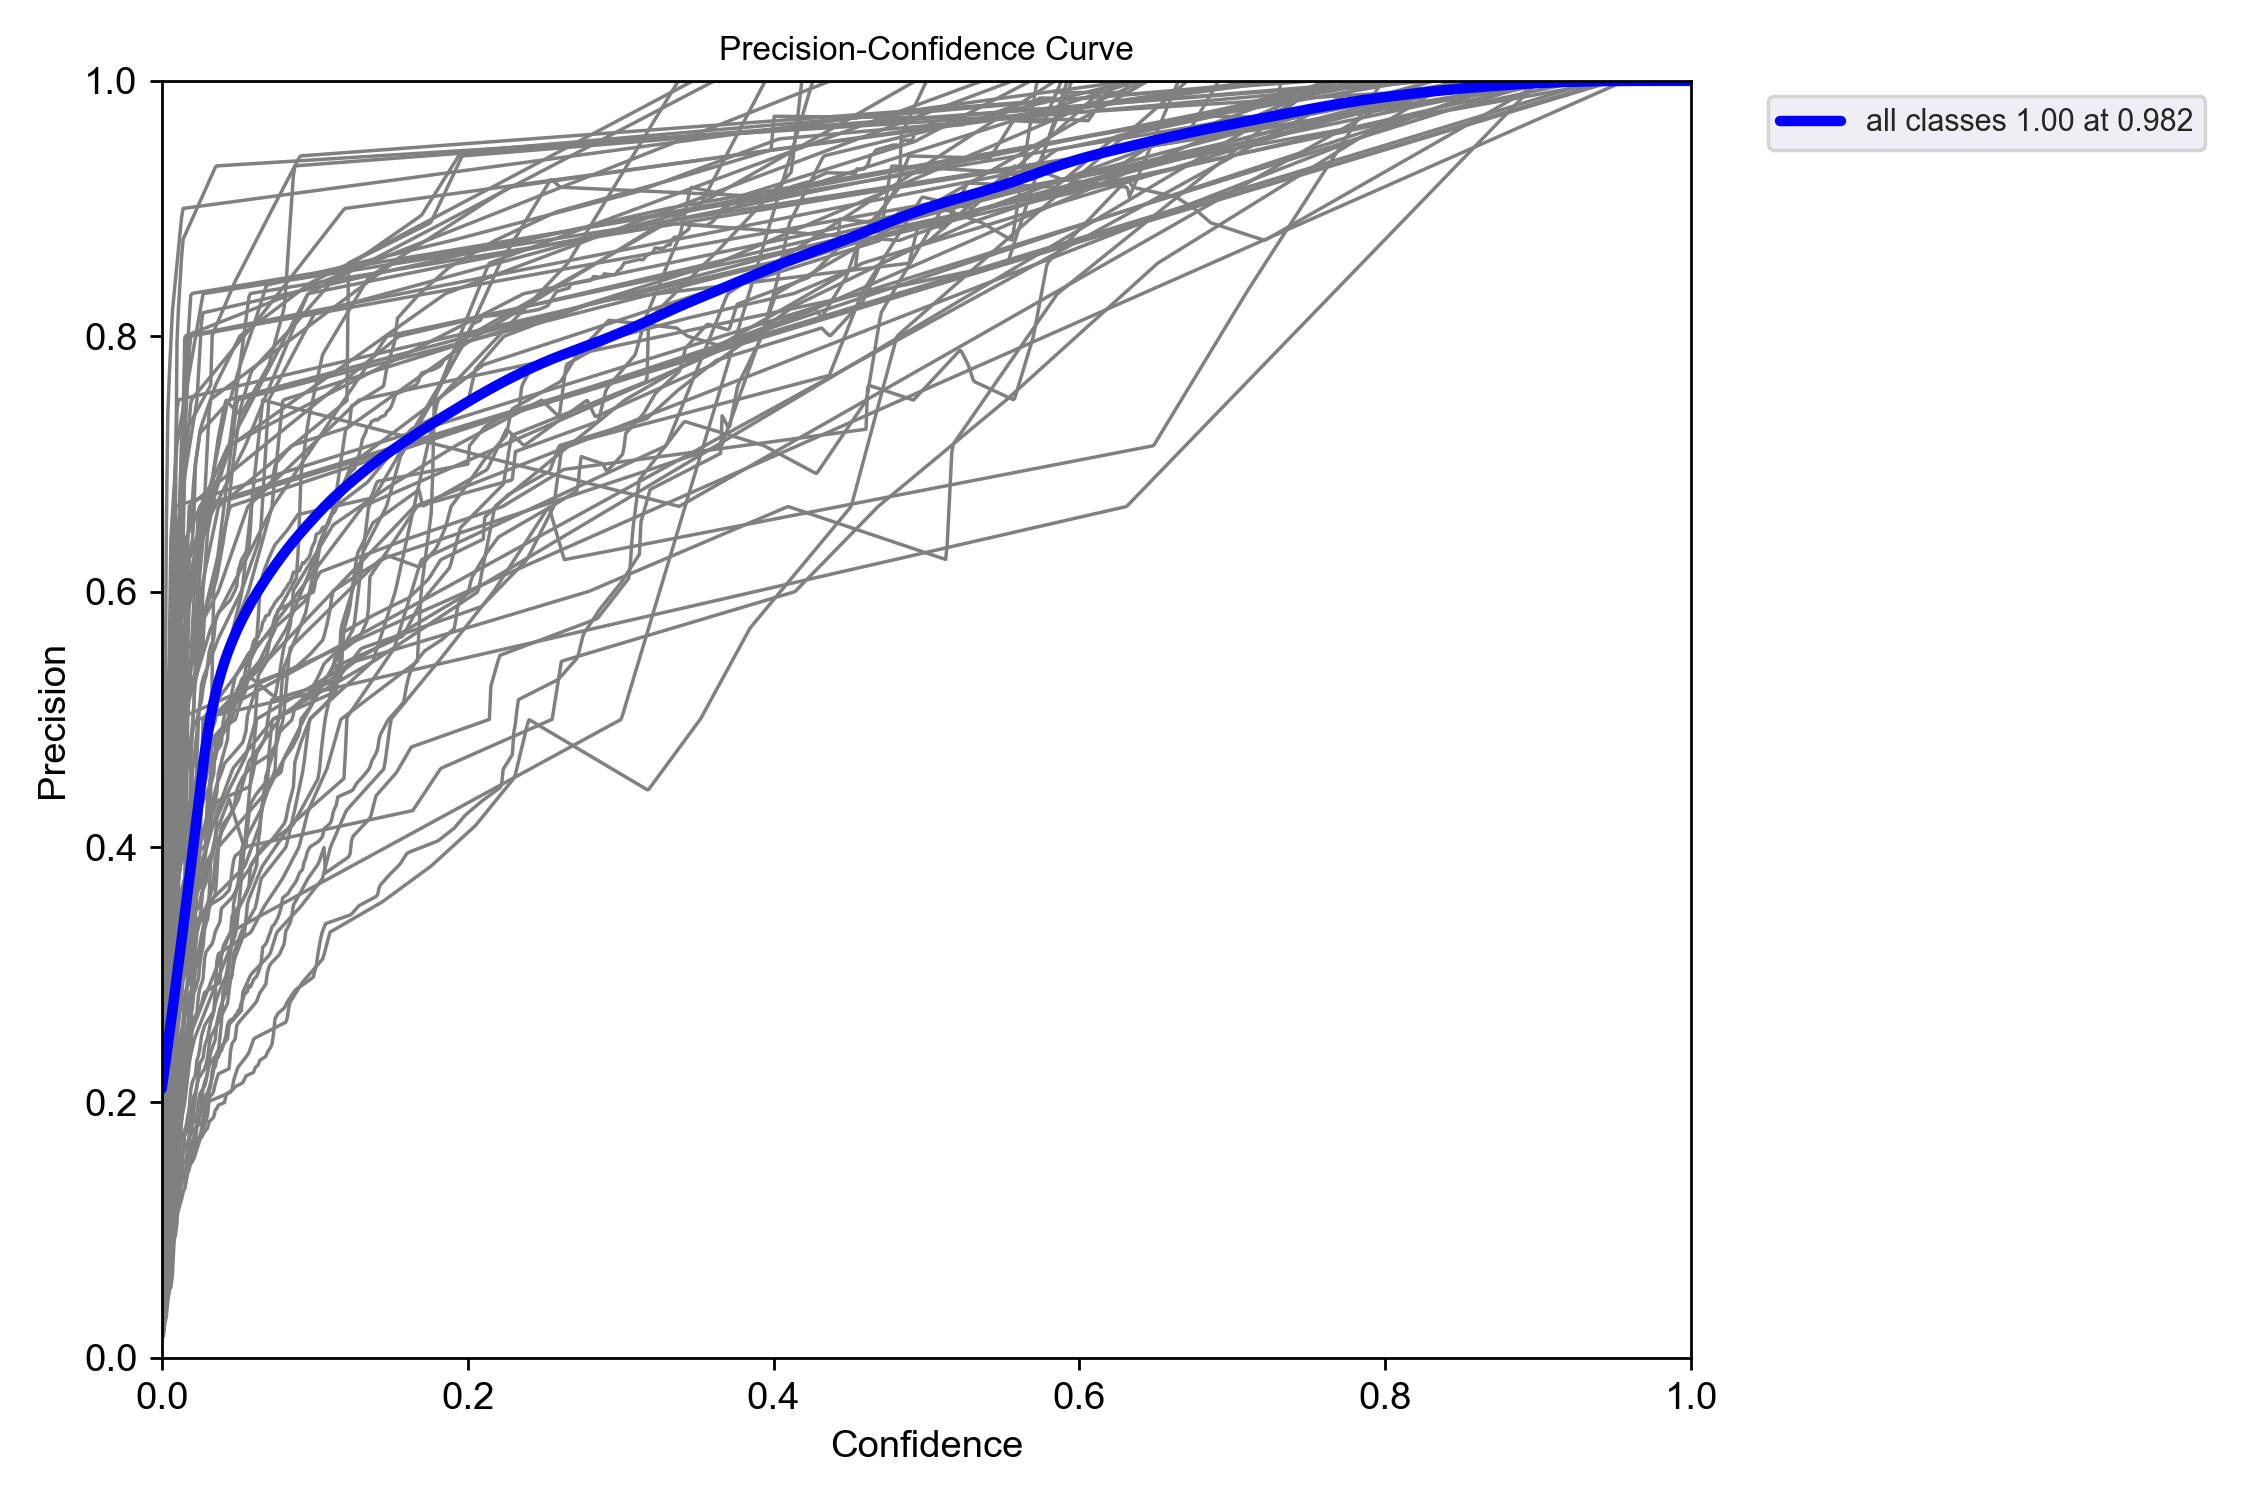 Precision-Confidence Curve
1.0
0.8
0.6
0.4
0.2
0.0
Precision
0.0 0.2 0.4 0.6 0.8 1.0
Confidence
all classes 1.00 at 0.982